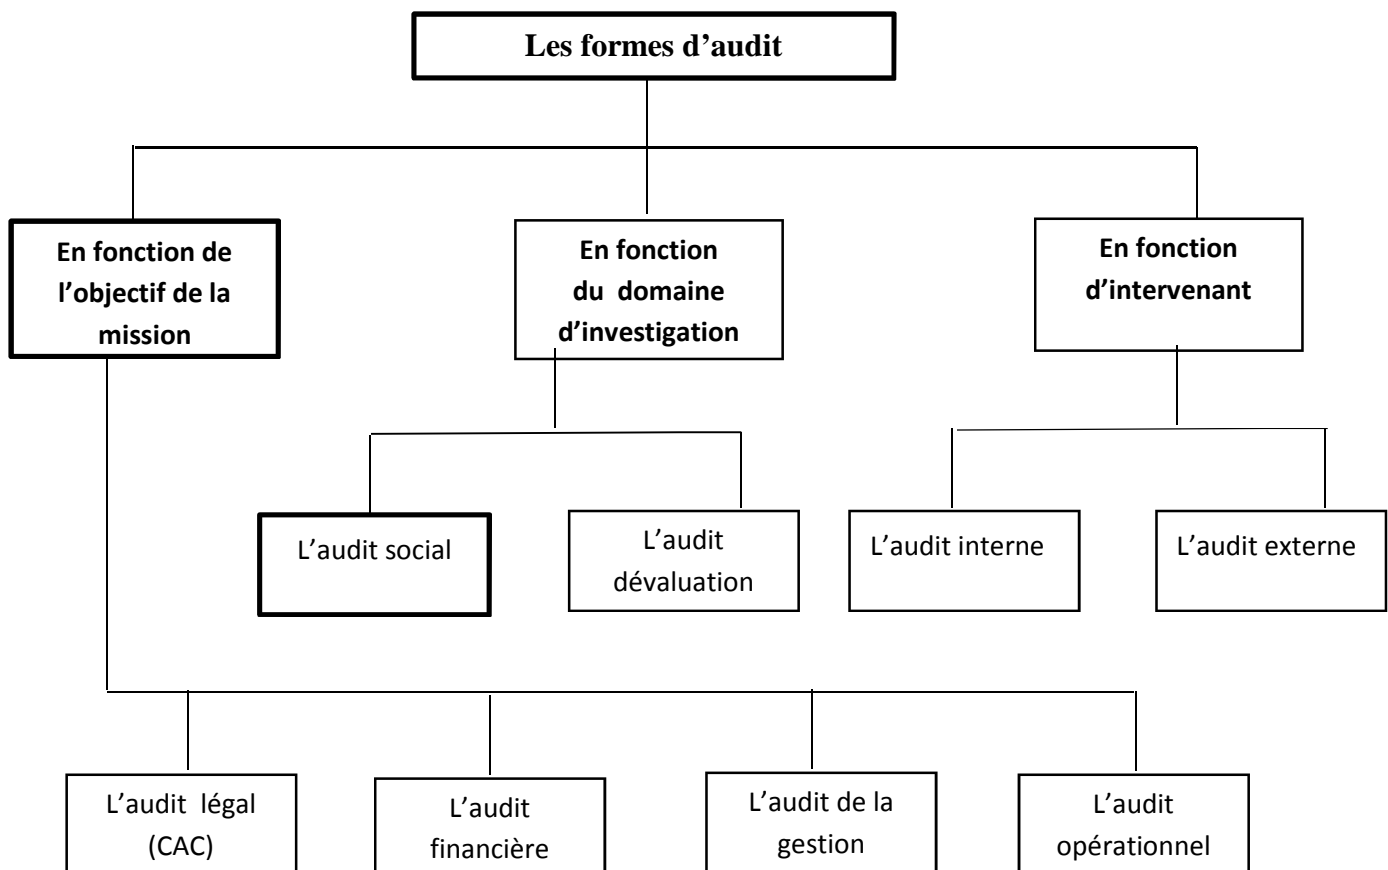 Les formes d'audit
En fonction de
l'objectif de la
mission
En fonction
du domaine
d'investigation
En fonction
d'intervenant
L'audit social
L'audit
dévaluation
L'audit interne
L'audit externe
L'audit légal
(CAC)
L'audit
financière
L'audit de la
gestion
L'audit
opérationnel